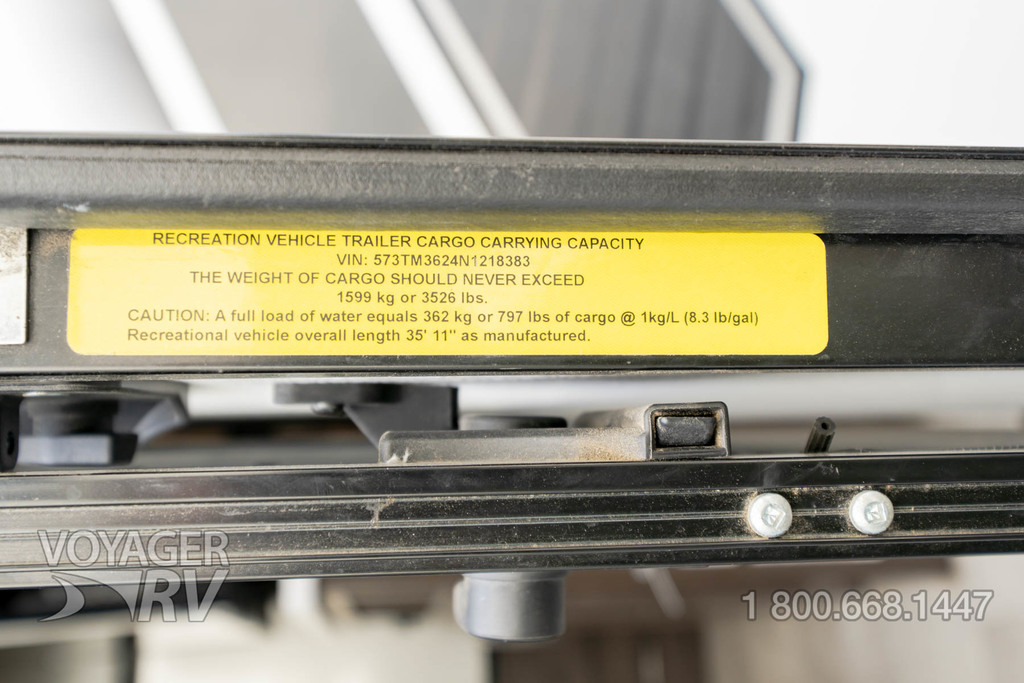 RECREATION VEHICLE TRAILER CARGO CARRYING CAPACITY
VIN: 573TM3624N1218383
THE WEIGHT OF CARGO SHOULD NEVER EXCEED
1599 kg or 3526 lbs.
CAUTION: A full load of water equals 362 kg or 797 lbs of cargo @ 1kg/L (8.3 lb/gal)
Recreational vehicle overall length 35' 11" as manufactured.
VOYAGER
RV
1 800.668.1447